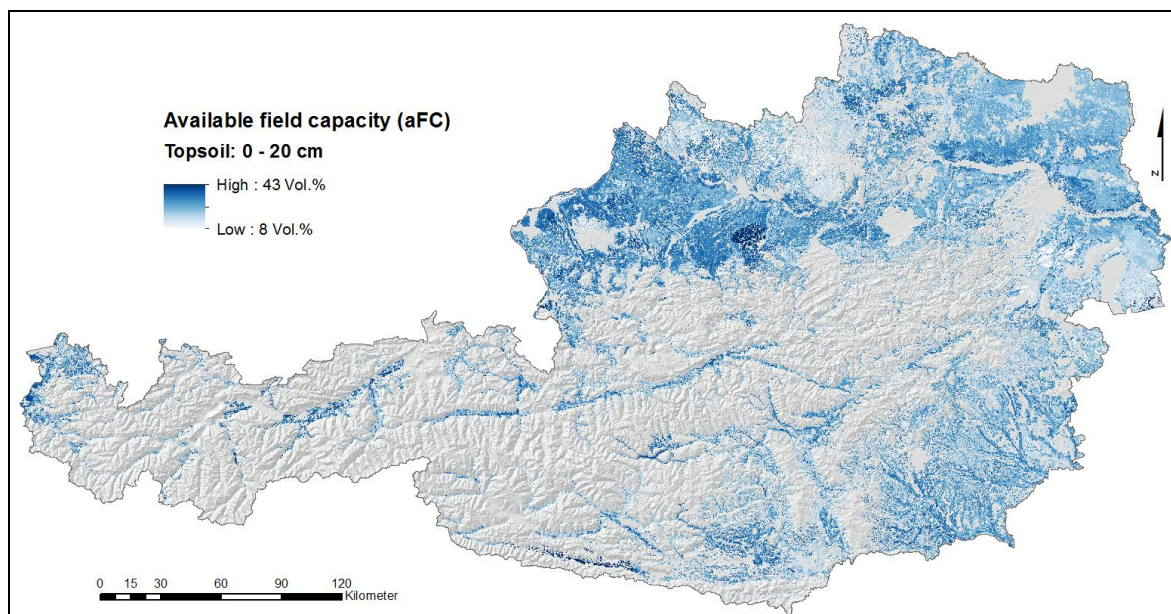 Available field capacity (aFC)
Topsoil: 0 - 20 cm
High : 43 Vol.%
Low : 8 Vol.%
N
0 15 30 60 90 120
Kilometer